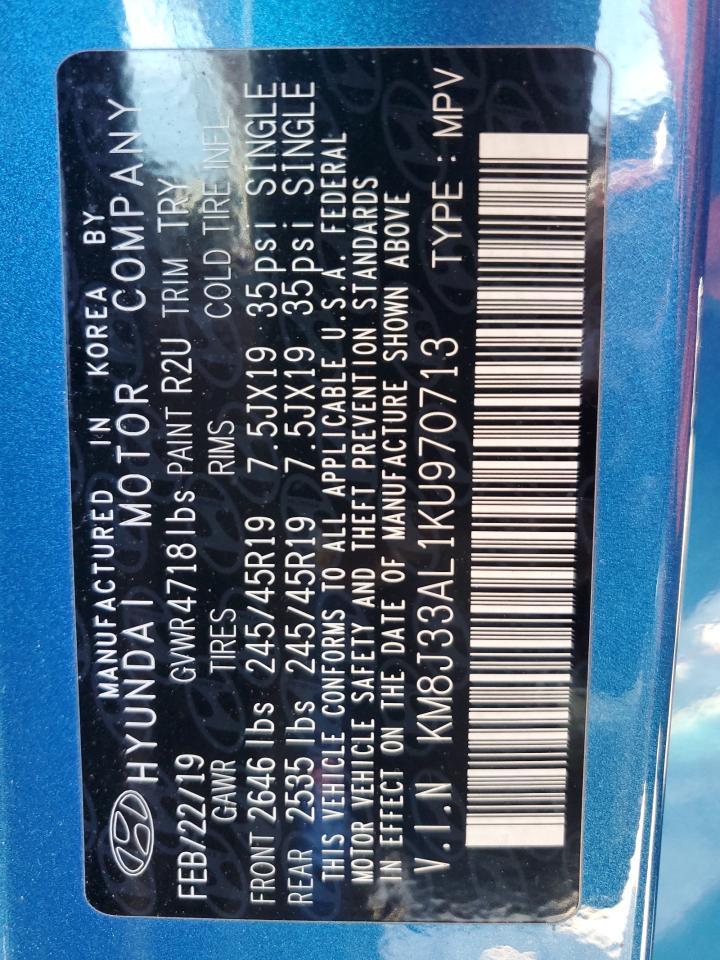 MANUFACTURED IN KOREA BY
HYUNDAI MOTOR COMPANY
FEB/22/19 GVWR4718lbs PAINT R2U TRIM TRY
GAWR TIRES RIMS COLD TIRE INFL
FRONT 2646 lbs 245/45R19 7.5JX19 35psi SINGLE
REAR 2535 lbs 245/45R19 7.5JX19 35psi SINGLE
THIS VEHICLE CONFORMS TO ALL APPLICABLE U.S.A. FEDERAL
MOTOR VEHICLE SAFETY AND THEFT PREVENTION STANDARDS
IN EFFECT ON THE DATE OF MANUFACTURE SHOWN ABOVE
V.I.N KM8J33AL1KU970713 TYPE : MPV